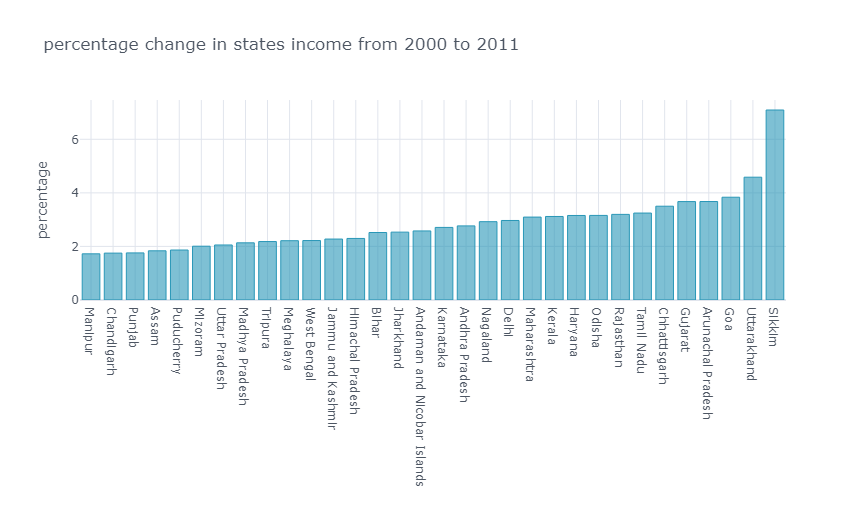 percentage change in states income from 2000 to 2011
percentage
6
4
2
0
Manipur
Chandigarh
Punjab
Assam
Puducherry
Mizoram
Uttar Pradesh
Madhya Pradesh
Tripura
Meghalaya
West Bengal
Jammu and Kashmir
Himachal Pradesh
Bihar
Jharkhand
Andaman and Nicobar Islands
Karnataka
Andhra Pradesh
Nagaland
Delhi
Maharashtra
Kerala
Haryana
Odisha
Rajasthan
Tamil Nadu
Chhattisgarh
Gujarat
Arunachal Pradesh
Goa
Uttarakhand
Sikkim